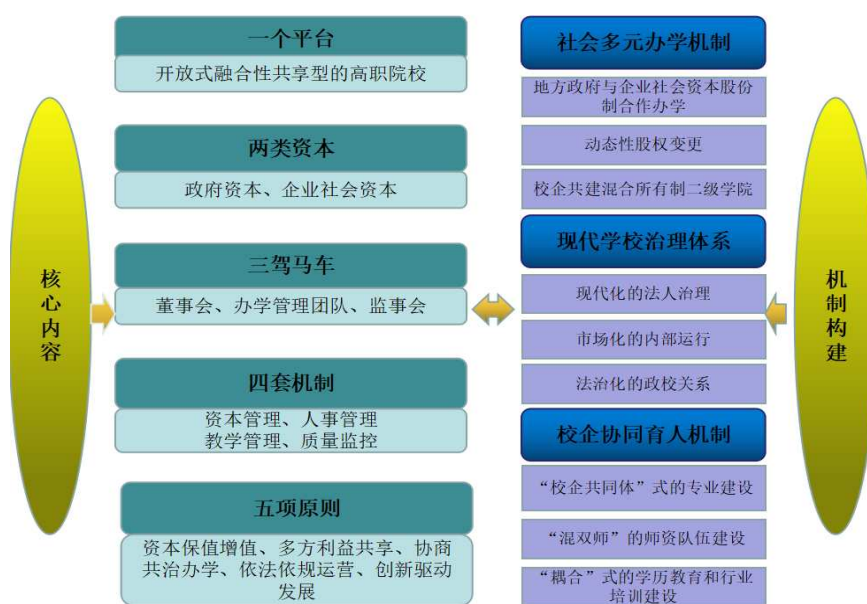 核心内容
一个平台
开放式融合性共享型的高职院校
两类资本
政府资本、企业社会资本
三驾马车
董事会、办学管理团队、监事会
四套机制
资本管理、人事管理
教学管理、质量监控
五项原则
资本保值增值、多方利益共享、协商
共治办学、依法依规运营、创新驱动
发展
社会多元办学机制
地方政府与企业社会资本股份
制合作办学
动态性股权变更
校企共建混合所有制二级学院
现代学校治理体系
现代化的法人治理
市场化的内部运行
法治化的政校关系
校企协同育人机制
“校企共同体”式的专业建设
“混双师”的师资队伍建设
“耦合”式的学历教育和行业
培训建设
机制构建